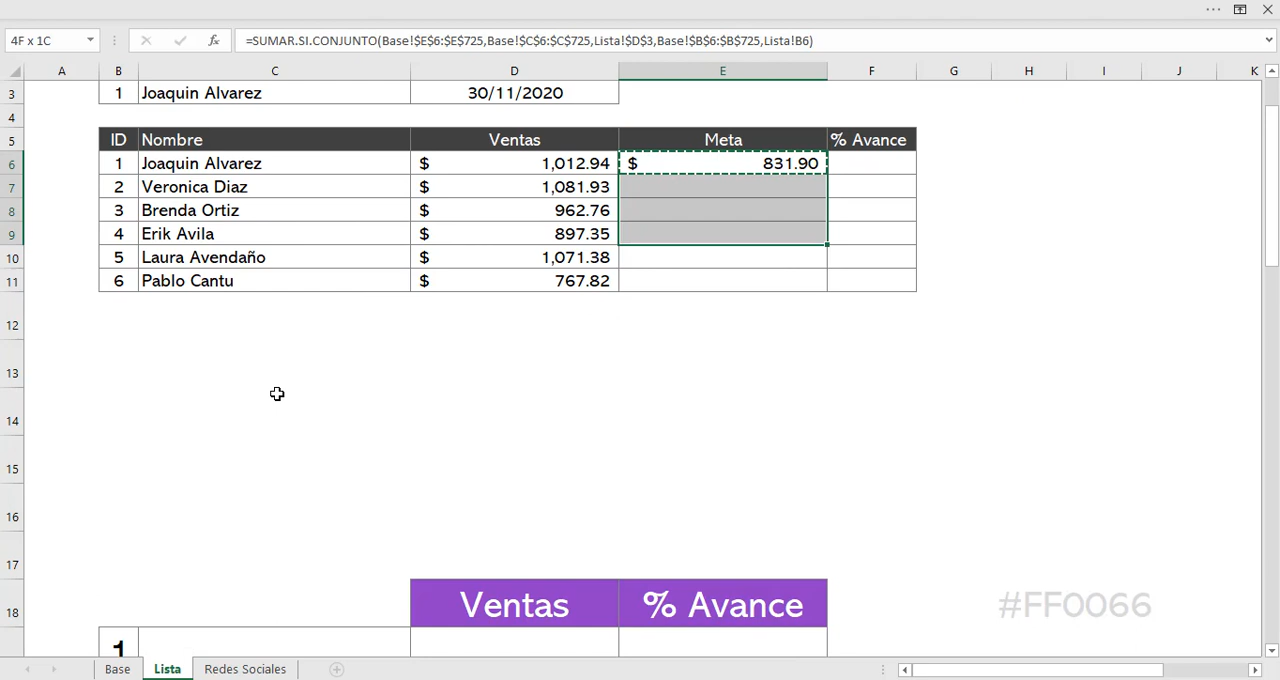 4F x 1C fx =SUMAR.SI.CONJUNTO(Base!$E$6:$E$725,Base!$C$6:$C$725,Lista!$D$3,Base!$B$6:$B$725,Lista!B6)
A B C D E F G H I J K
3 1 Joaquin Alvarez 30/11/2020
4
5 ID Nombre Ventas Meta % Avance
6 1 Joaquin Alvarez $ 1,012.94 $ 831.90
7 2 Veronica Diaz $ 1,081.93
8 3 Brenda Ortiz $ 962.76
9 4 Erik Avila $ 897.35
10 5 Laura Avendaño $ 1,071.38
11 6 Pablo Cantu $ 767.82
12
13
14
15
16
17
18 Ventas % Avance #FF0066
1
Base Lista Redes Sociales